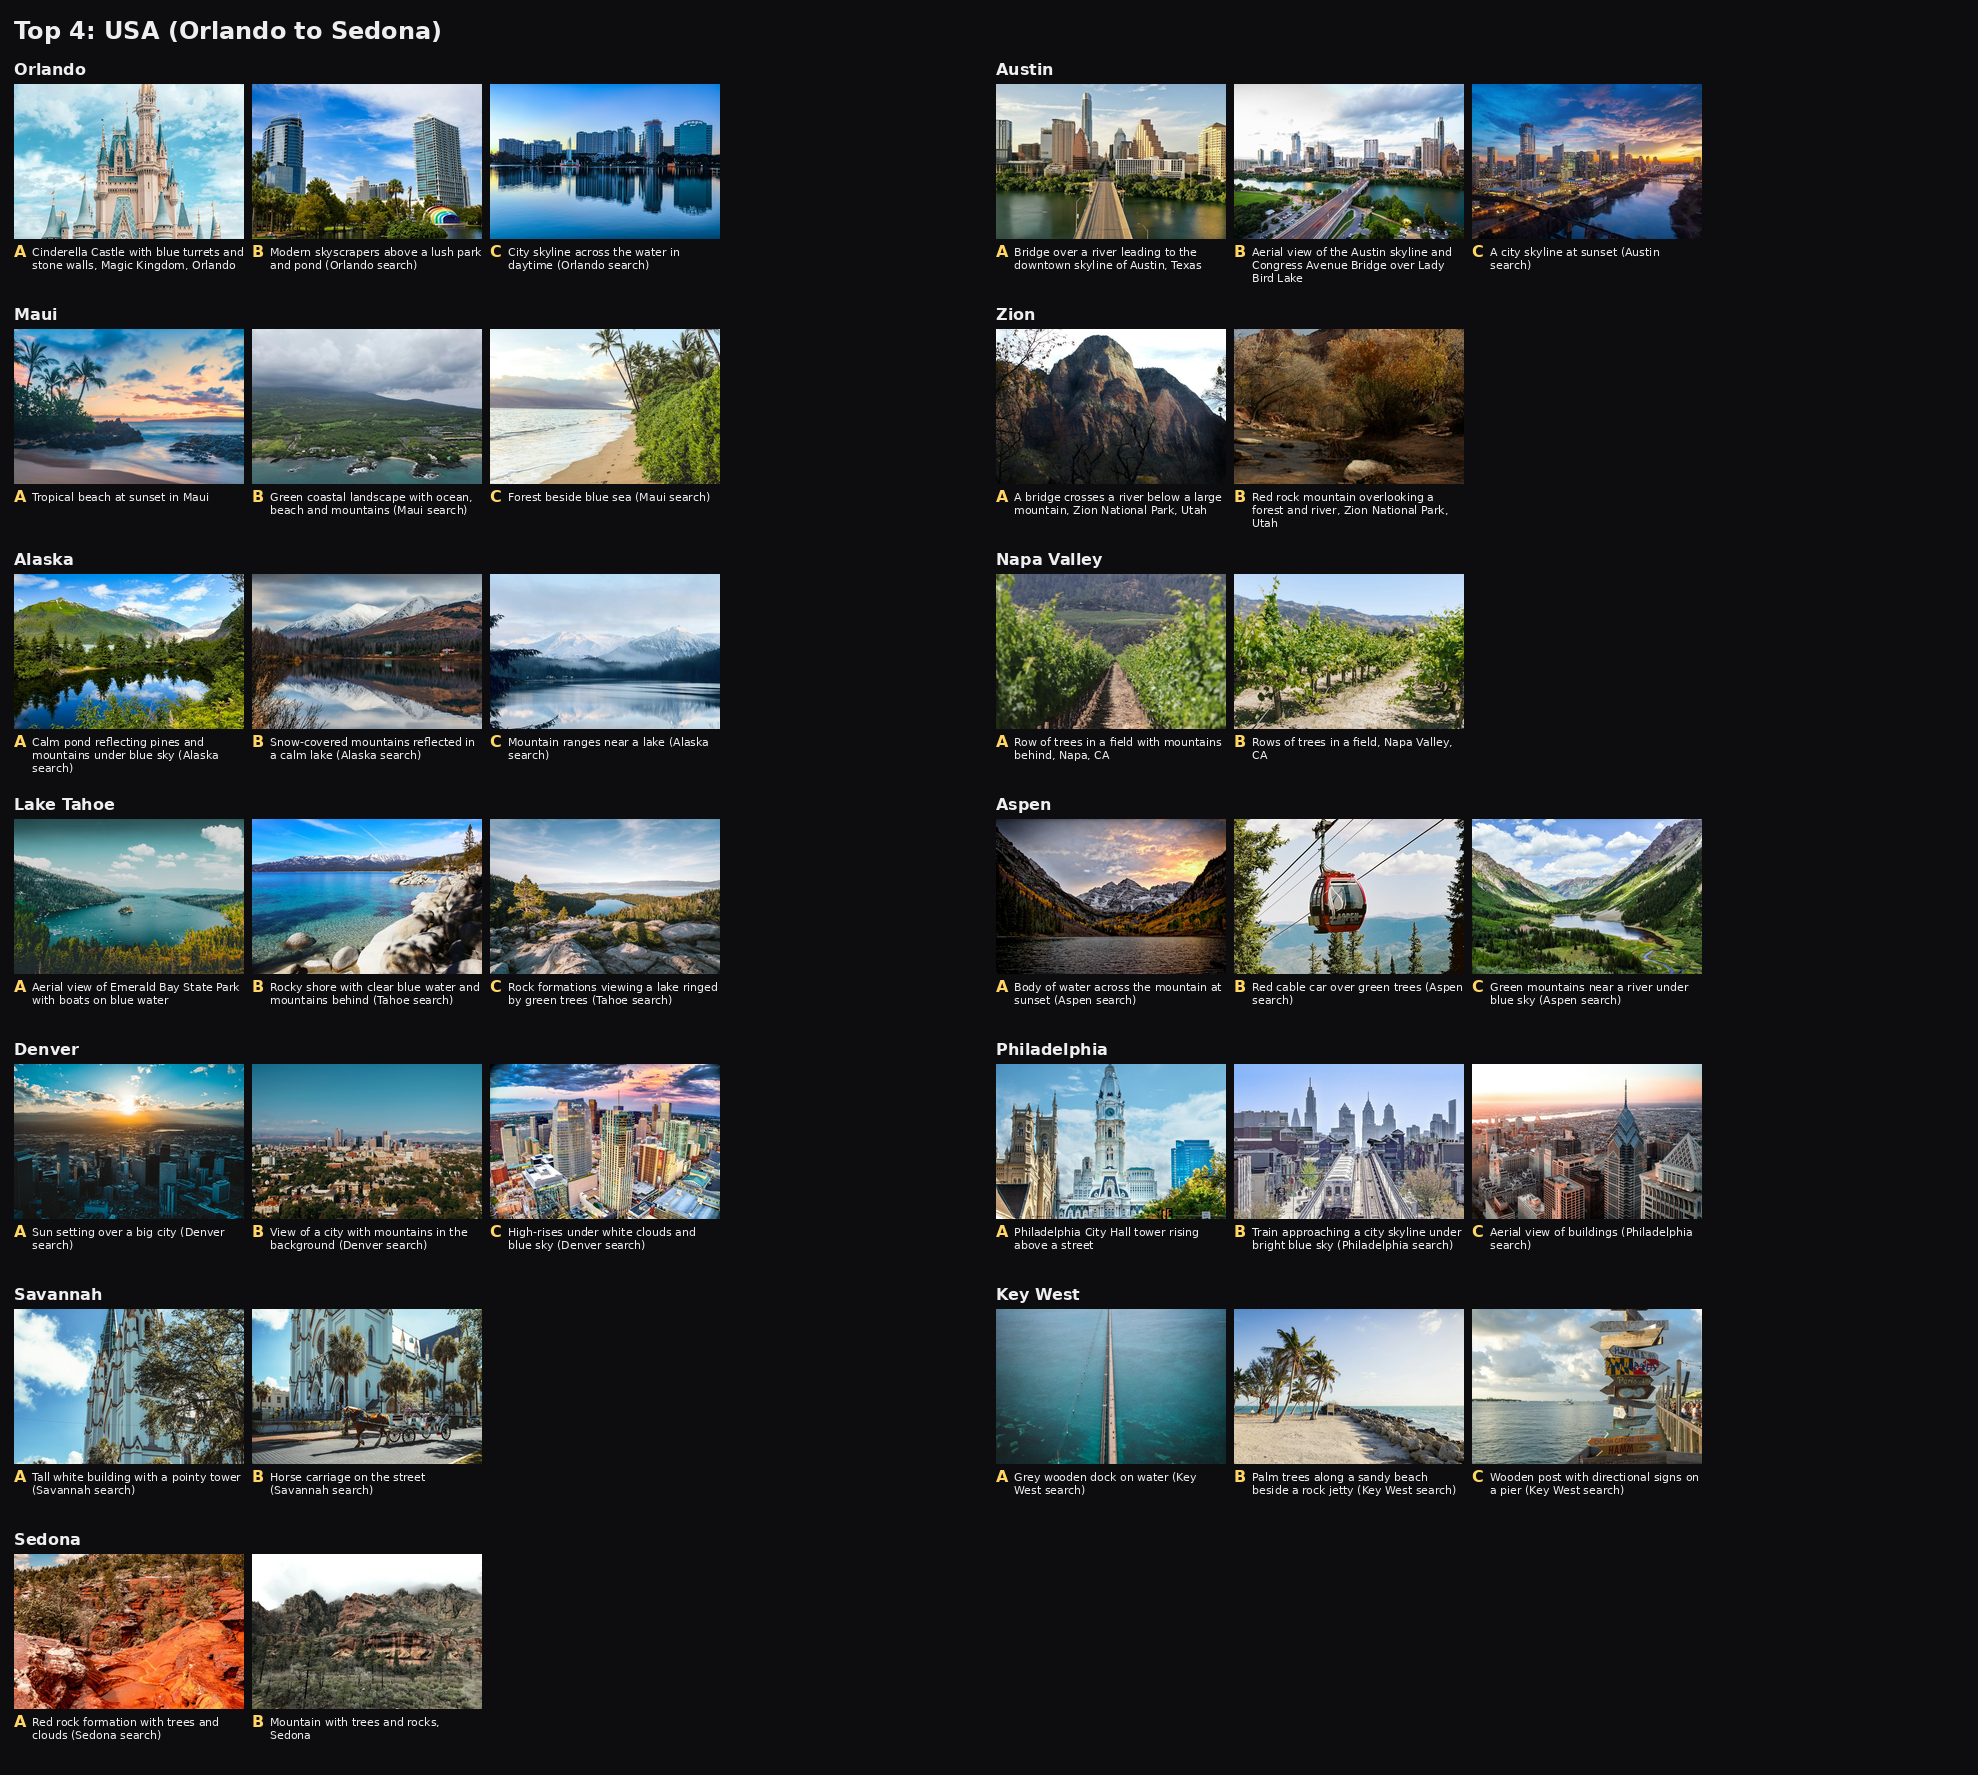 Top 4: USA (Orlando to Sedona)
Orlando
A Cinderella Castle with blue turrets and
stone walls, Magic Kingdom, Orlando
B Modern skyscrapers above a lush park
and pond (Orlando search)
C City skyline across the water in
daytime (Orlando search)
Austin
A Bridge over a river leading to the
downtown skyline of Austin, Texas
B Aerial view of the Austin skyline and
Congress Avenue Bridge over Lady
Bird Lake
C A city skyline at sunset (Austin
search)
Maui
A Tropical beach at sunset in Maui
B Green coastal landscape with ocean,
beach and mountains (Maui search)
C Forest beside blue sea (Maui search)
Zion
A A bridge crosses a river below a large
mountain, Zion National Park, Utah
B Red rock mountain overlooking a
forest and river, Zion National Park,
Utah
Alaska
A Calm pond reflecting pines and
mountains under blue sky (Alaska
search)
B Snow-covered mountains reflected in
a calm lake (Alaska search)
C Mountain ranges near a lake (Alaska
search)
Napa Valley
A Row of trees in a field with mountains
behind, Napa, CA
B Rows of trees in a field, Napa Valley,
CA
Lake Tahoe
A Aerial view of Emerald Bay State Park
with boats on blue water
B Rocky shore with clear blue water and
mountains behind (Tahoe search)
C Rock formations viewing a lake ringed
by green trees (Tahoe search)
Aspen
ASPEN
A Body of water across the mountain at
sunset (Aspen search)
B Red cable car over green trees (Aspen
search)
C Green mountains near a river under
blue sky (Aspen search)
Denver
A Sun setting over a big city (Denver
search)
B View of a city with mountains in the
background (Denver search)
C High-rises under white clouds and
blue sky (Denver search)
Philadelphia
A Philadelphia City Hall tower rising
above a street
B Train approaching a city skyline under
bright blue sky (Philadelphia search)
C Aerial view of buildings (Philadelphia
search)
Savannah
A Tall white building with a pointy tower
(Savannah search)
B Horse carriage on the street
(Savannah search)
Key West
Paris
HAMM
A Grey wooden dock on water (Key
West search)
B Palm trees along a sandy beach
beside a rock jetty (Key West search)
C Wooden post with directional signs on
a pier (Key West search)
Sedona
A Red rock formation with trees and
clouds (Sedona search)
B Mountain with trees and rocks,
Sedona